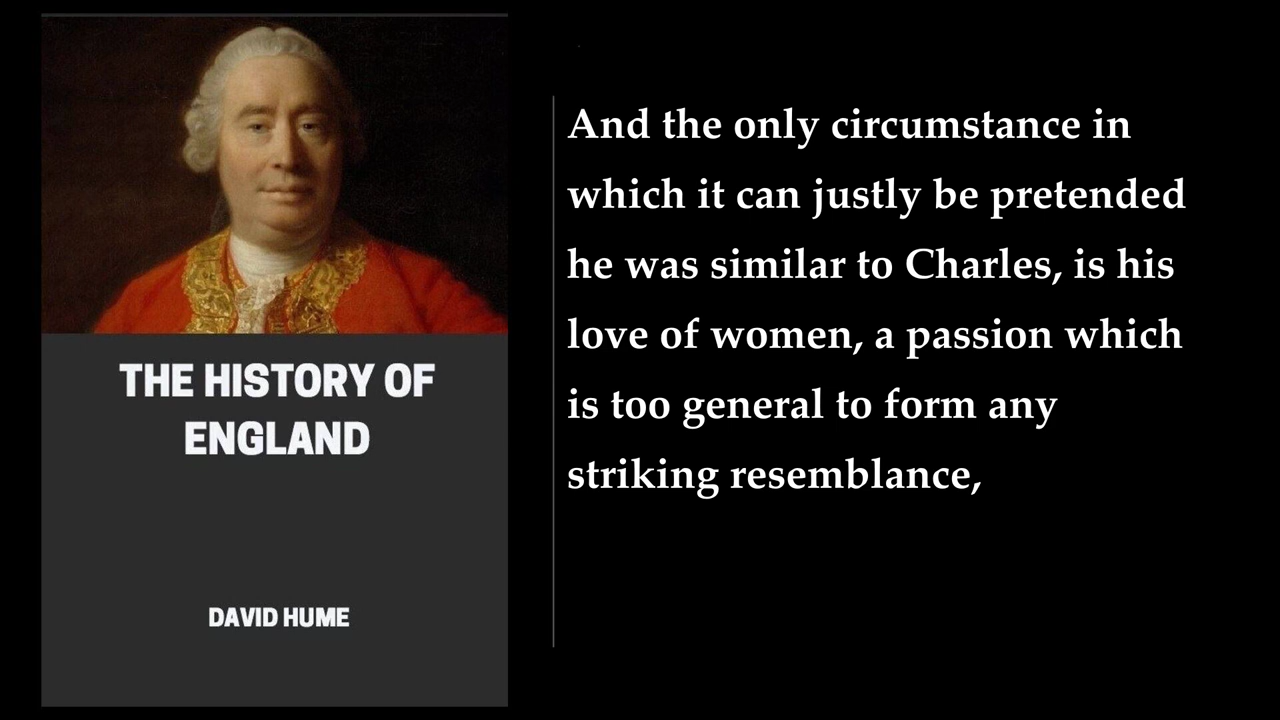 THE HISTORY OF
ENGLAND
DAVID HUME
And the only circumstance in
which it can justly be pretended
he was similar to Charles, is his
love of women, a passion which
is too general to form any
striking resemblance,